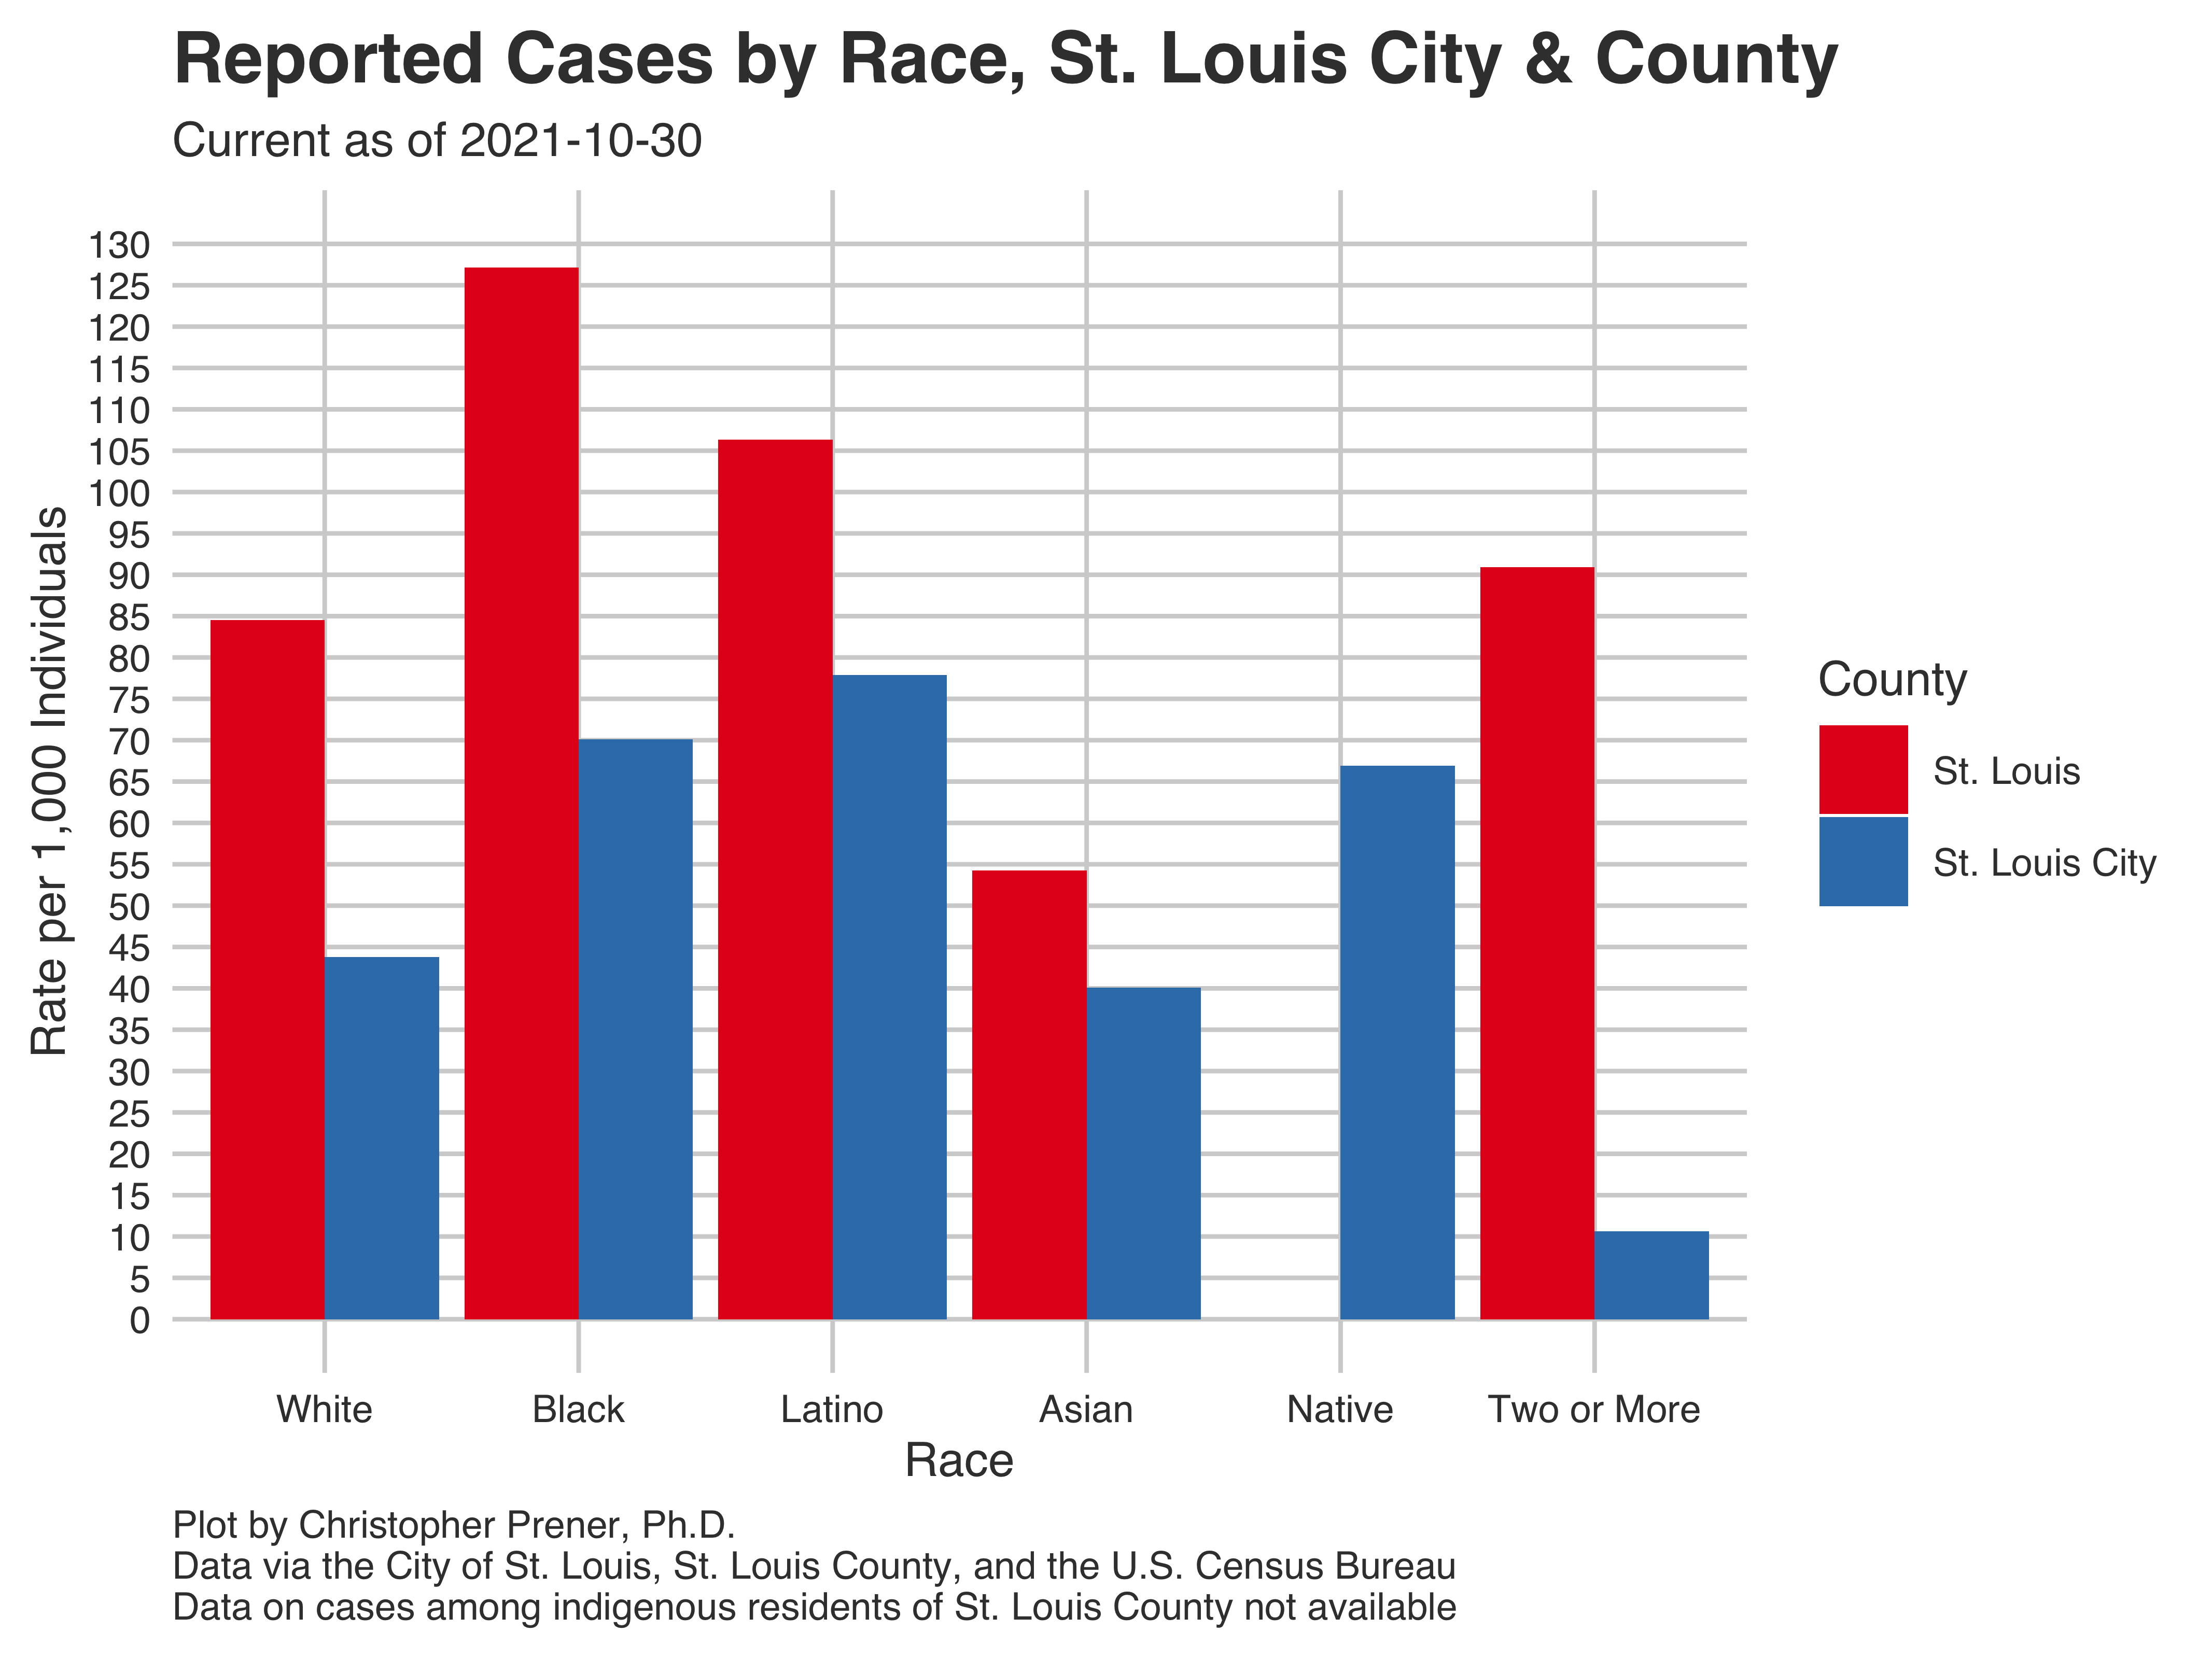 Reported Cases by Race, St. Louis City & County
Current as of 2021-10-30
Rate per 1,000 Individuals
130
125
120
115
110
105
100
95
90
85
80
75
70
65
60
55
50
45
40
35
30
25
20
15
10
5
0
White Black Latino Asian Native Two or More
Race
County
St. Louis
St. Louis City
Plot by Christopher Prener, Ph.D.
Data via the City of St. Louis, St. Louis County, and the U.S. Census Bureau
Data on cases among indigenous residents of St. Louis County not available